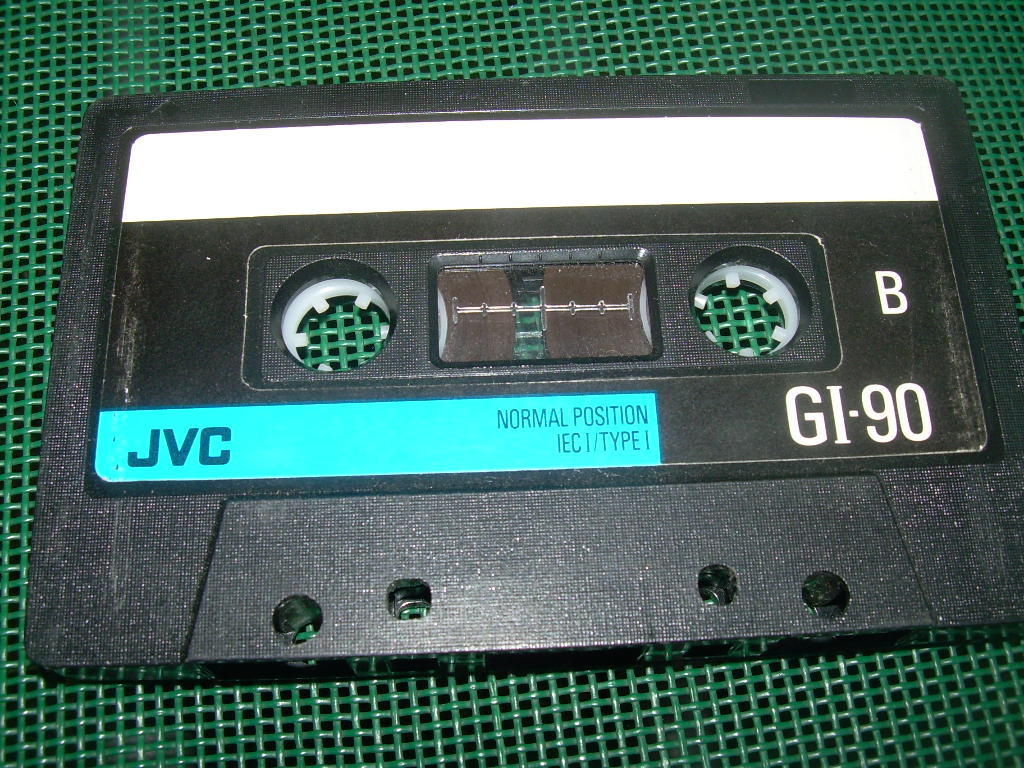 B
GI-90
JVC
NORMAL POSITION
IEC I/TYPE I